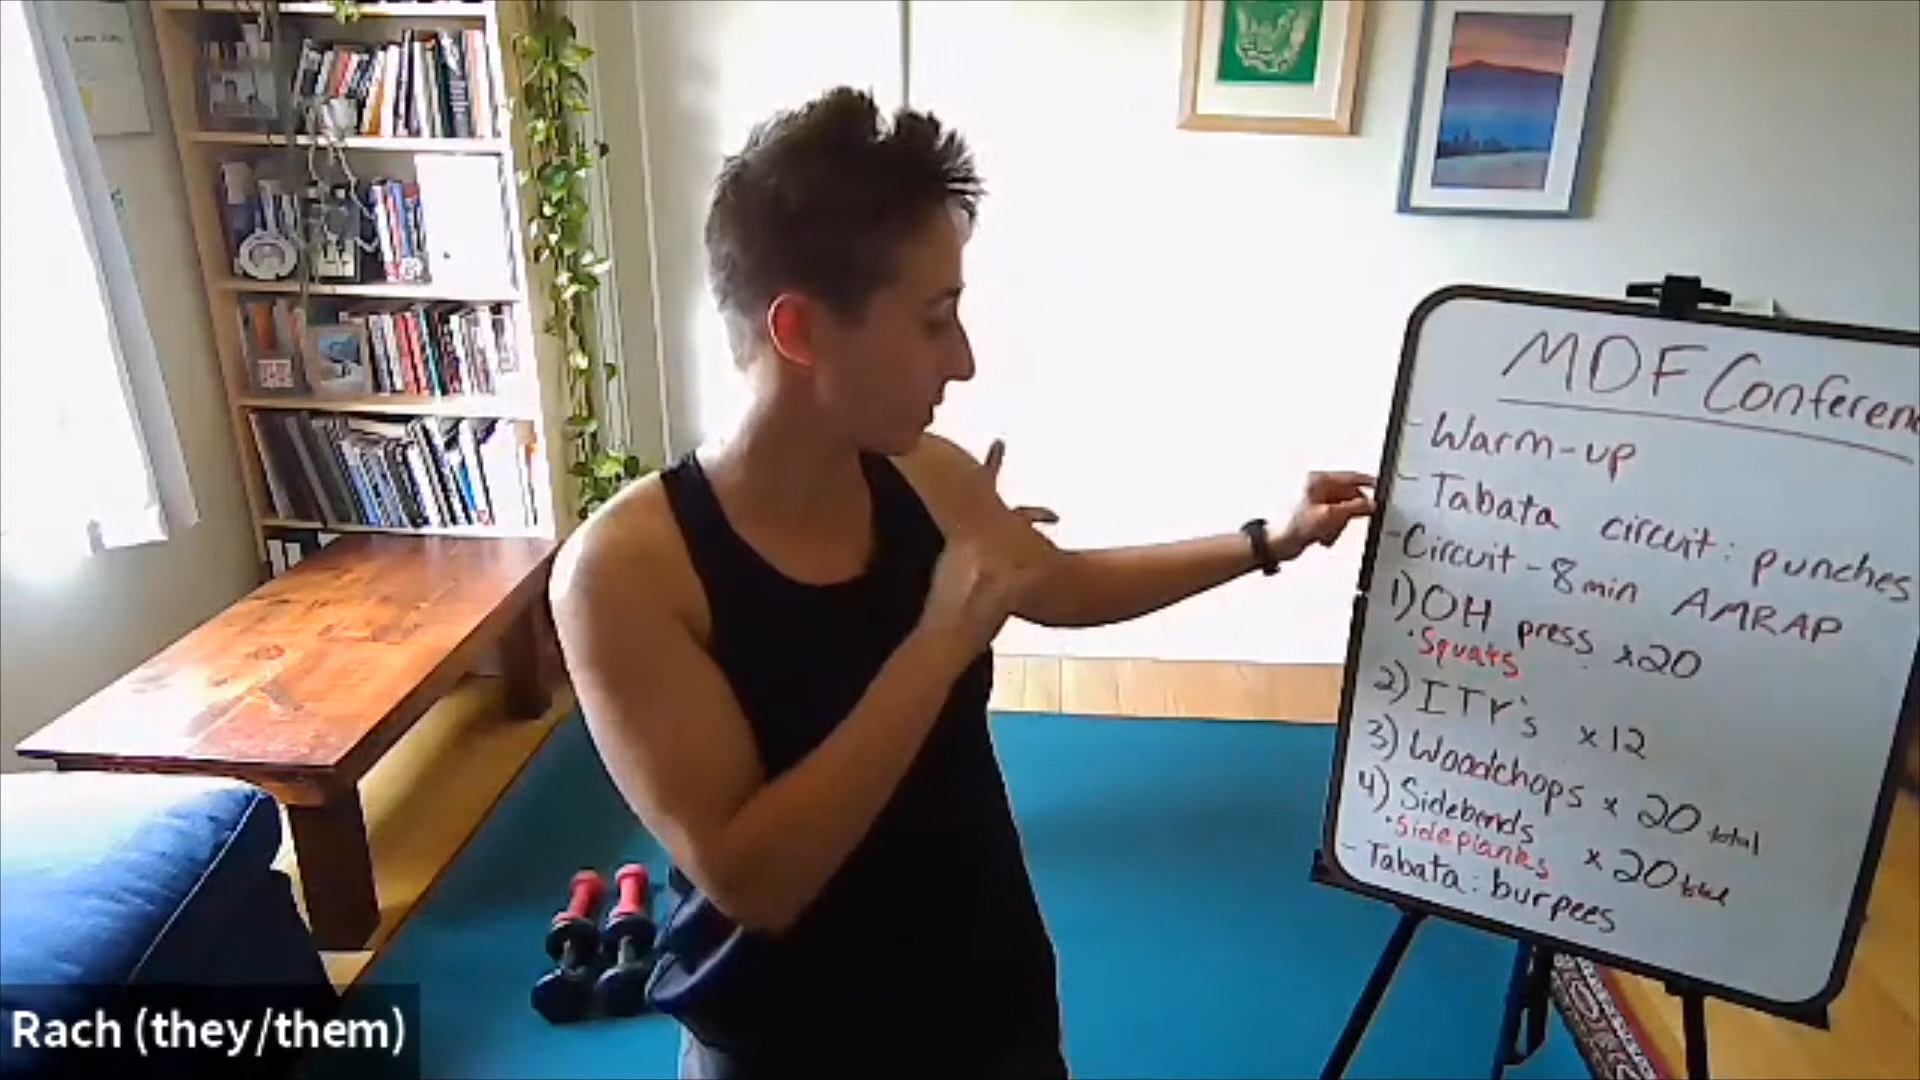 MDF Conferen
- Warm-up
- Tabata circuit: punches
- Circuit - 8 min AMRAP
1) OH press x20
• Squats
2) ITY's x12
3) Woodchops x 20 total
4) Sidebends x 20 total
• sideplanks
- Tabata: burpees
Rach (they/them)